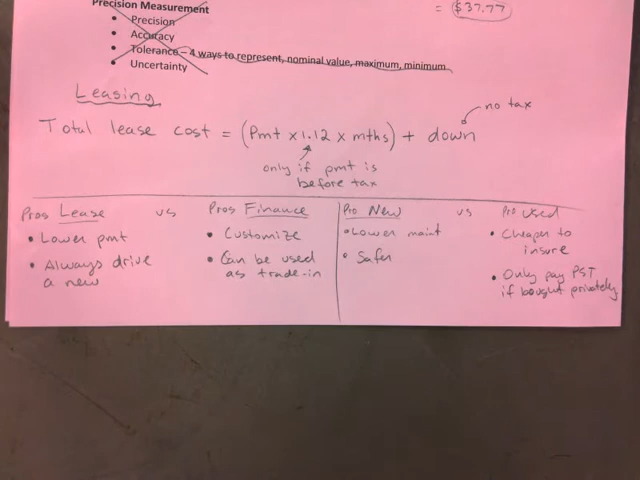 Precision Measurement
= $37.77
• Precision
• Accuracy
• Tolerance – 4 ways to represent, nominal value, maximum, minimum
• Uncertainty
Leasing
no tax
Total lease cost = (Pmt x 1.12 x mths) + down
only if pmt is
before tax
Pros Lease vs Pros Finance
• Lower pmt
• Always drive
a new
• Customize
• Can be used
as trade-in
Pro New vs Pro Used
• Lower maint
• Safer
• Cheaper to
insure
• Only pay PST
if bought privately